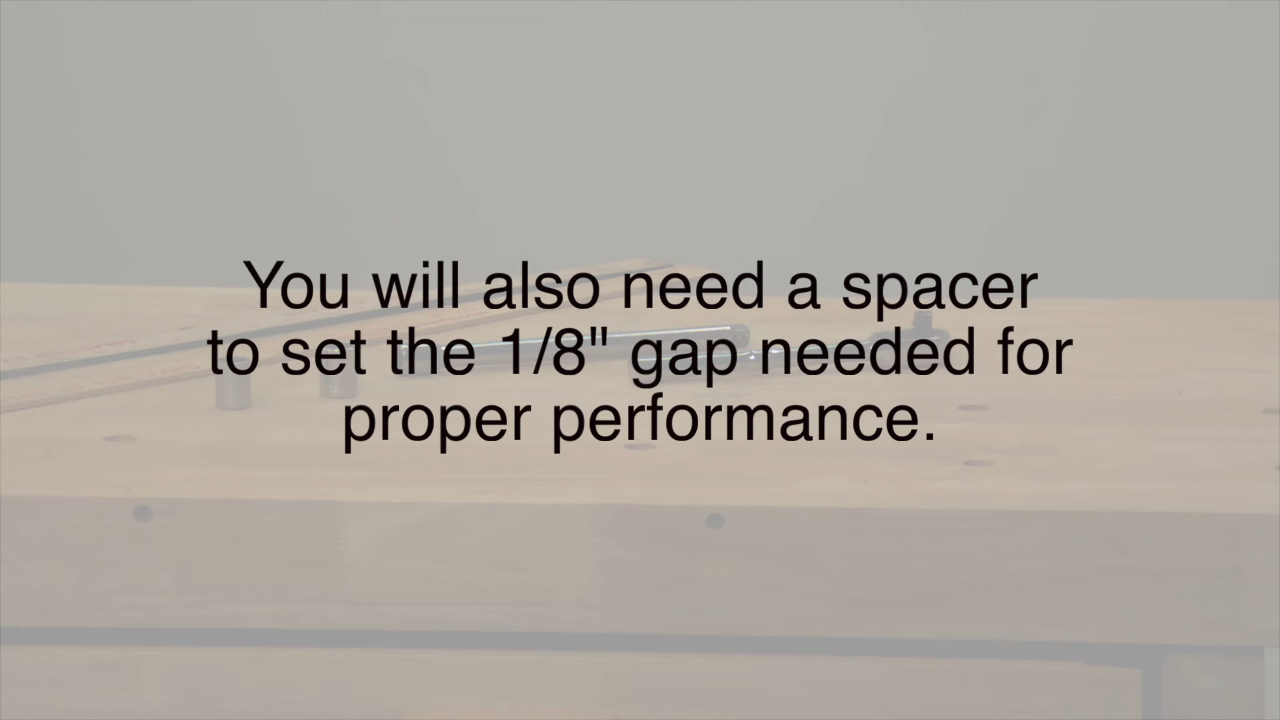 You will also need a spacer
to set the 1/8" gap needed for
proper performance.